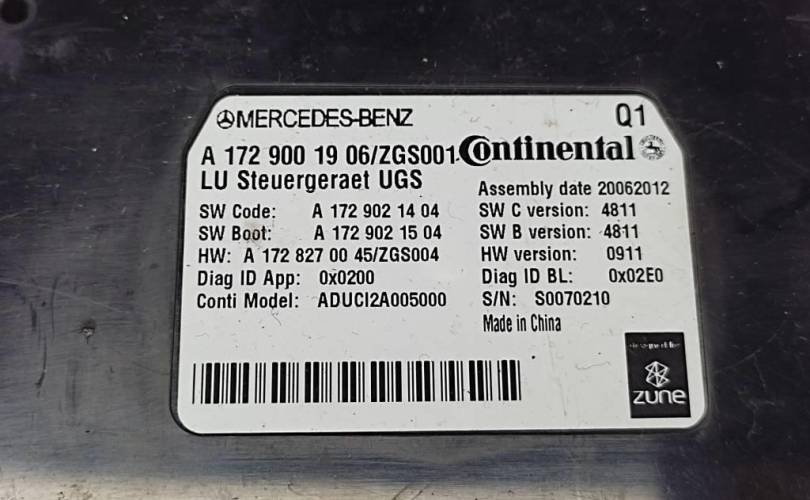 MERCEDES-BENZ Q1
A 172 900 19 06/ZGS001 Continental
LU Steuergeraet UGS
Assembly date 20062012
SW Code: A 172 902 14 04 SW C version: 4811
SW Boot: A 172 902 15 04 SW B version: 4811
HW: A 172 827 00 45/ZGS004 HW version: 0911
Diag ID App: 0x0200 Diag ID BL: 0x02E0
Conti Model: ADUCI2A005000 S/N: S0070210
Made in China
zune